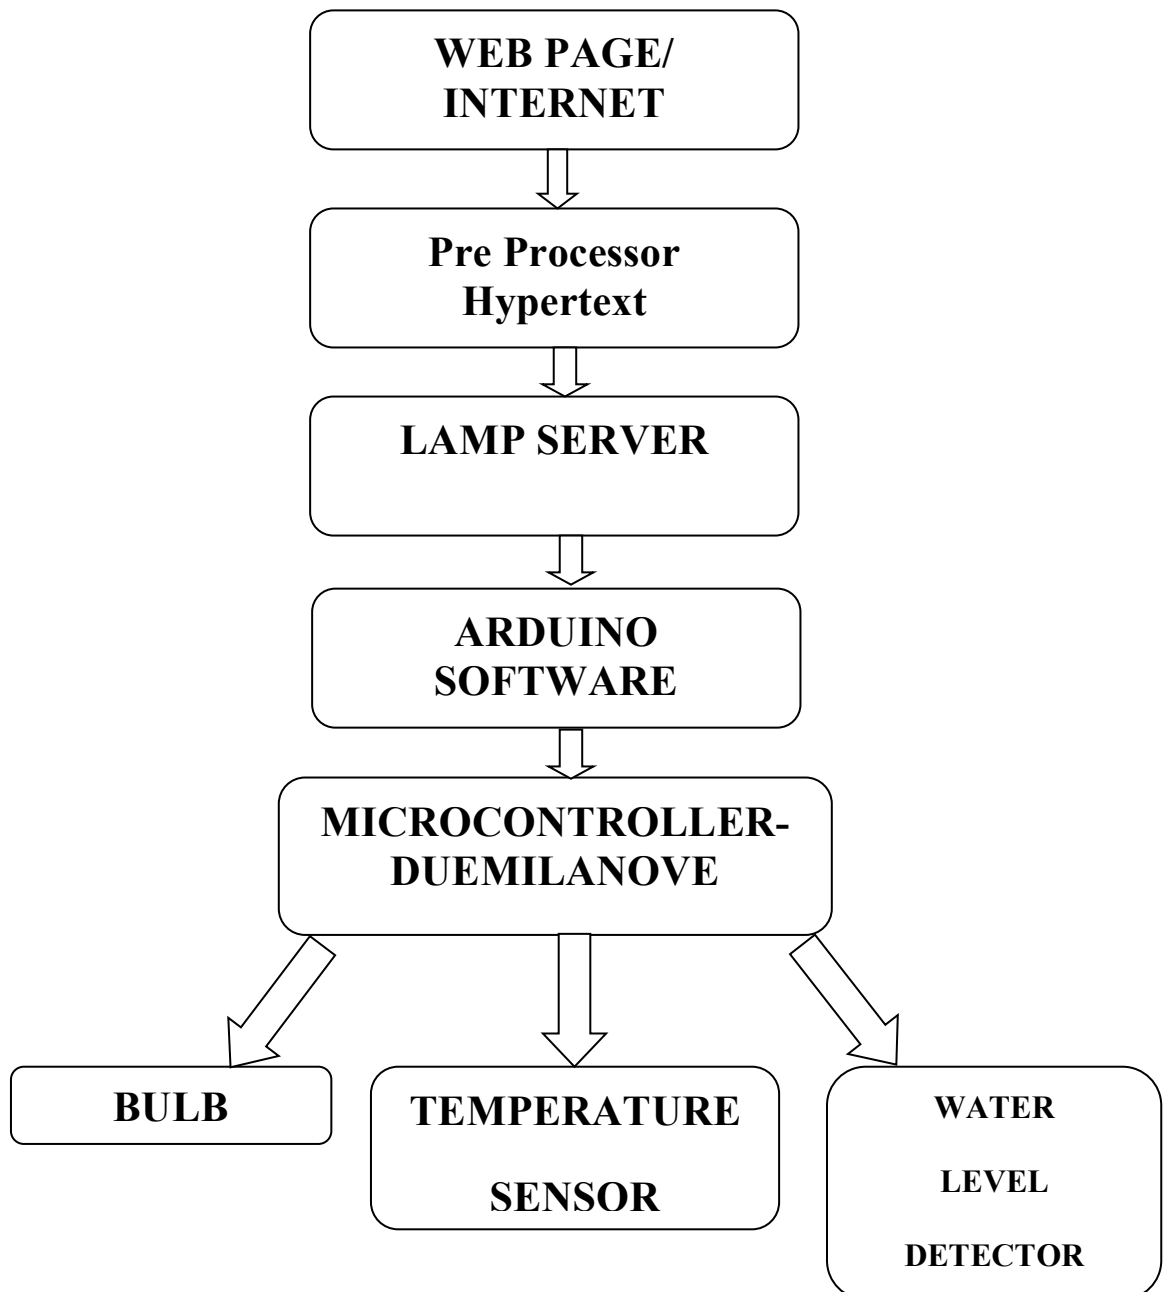 WEB PAGE/
INTERNET
Pre Processor
Hypertext
LAMP SERVER
ARDUINO
SOFTWARE
MICROCONTROLLER-
DUEMILANOVE
BULB
TEMPERATURE
SENSOR
WATER
LEVEL
DETECTOR